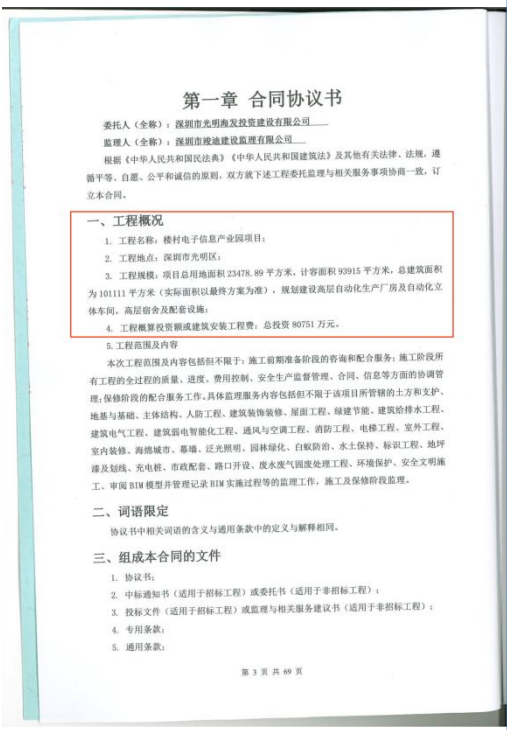 第一章 合同协议书
委托人（全称）：深圳市光明海发投资建设有限公司
监理人（全称）：深圳市竣迪建设监理有限公司
根据《中华人民共和国民法典》《中华人民共和国建筑法》及其他有关法律、法规，遵
循平等、自愿、公平和诚信的原则，双方就下述工程委托监理与相关服务事项协商一致，订
立本合同。
一、工程概况
1. 工程名称：楼村电子信息产业园项目；
2. 工程地点：深圳市光明区；
3. 工程规模：项目总用地面积 23478.89 平方米，计容面积 93915 平方米，总建筑面积
为 101111 平方米（实际面积以最终方案为准），规划建设高层自动化生产厂房及自动化立
体车间，高层宿舍及配套设施；
4. 工程概算投资额或建筑安装工程费：总投资 80751 万元。
5.工程范围及内容
本次工程范围及内容包括但不限于：施工前期准备阶段的咨询和配合服务；施工阶段所
有工程的全过程的质量、进度、费用控制、安全生产监督管理、合同、信息等方面的协调管
理；保修阶段的配合服务工作。具体监理服务内容包括但不限于该项目所管辖的土方和支护、
地基与基础、主体结构、人防工程、建筑装饰装修、屋面工程、绿建节能、建筑给排水工程、
建筑电气工程、建筑弱电智能化工程、通风与空调工程、消防工程、电梯工程、室外工程、
室内装修、海绵城市、幕墙、泛光照明、园林绿化、白蚁防治、水土保持、标识工程、地坪
漆及划线、充电桩、市政配套、路口开设、废水废气固废处理工程、环境保护、安全文明施
工、审阅 BIM 模型并管理记录 BIM 实施过程等的监理工作，施工及保修阶段监理。
二、词语限定
协议书中相关词语的含义与通用条款中的定义与解释相同。
三、组成本合同的文件
1. 协议书；
2. 中标通知书（适用于招标工程）或委托书（适用于非招标工程）；
3. 投标文件（适用于招标工程）或监理与相关服务建议书（适用于非招标工程）；
4. 专用条款；
5. 通用条款；
第 3 页 共 69 页